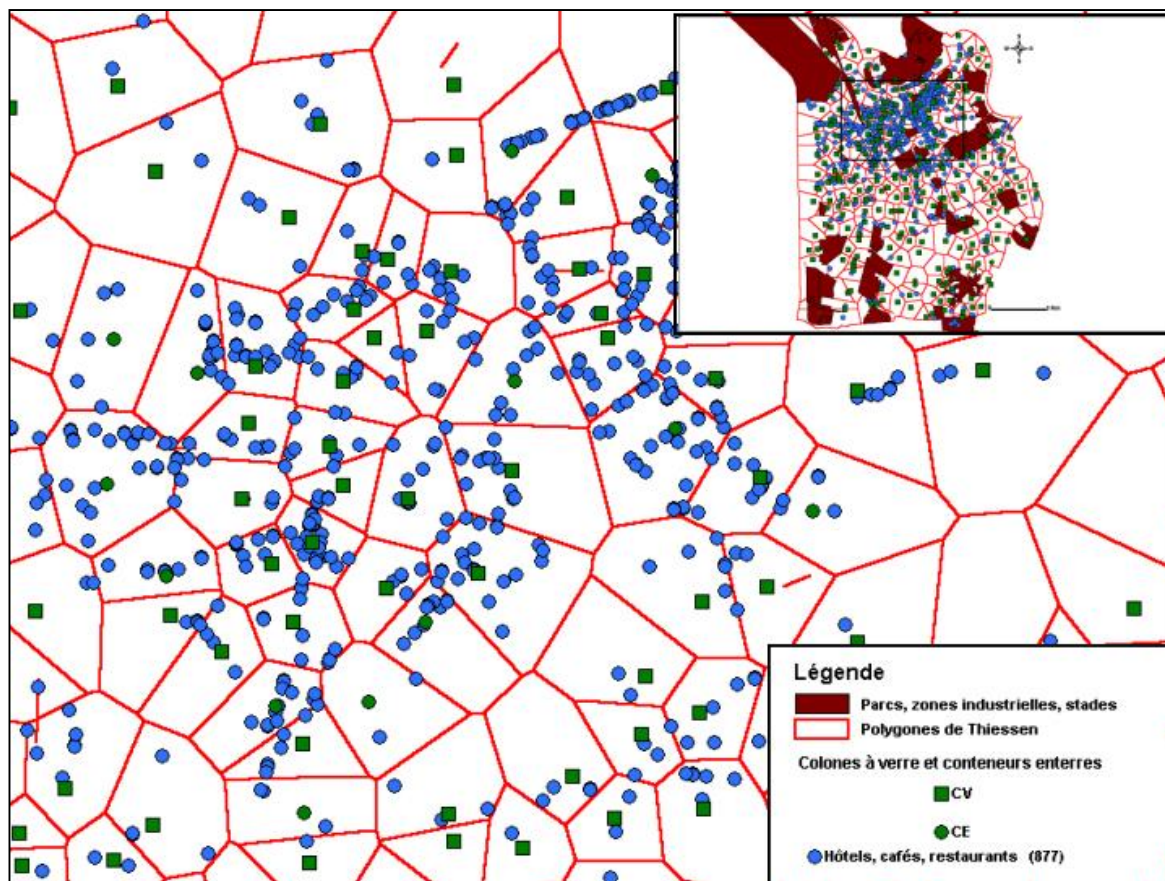 Légende
Parcs, zones industrielles, stades
Polygones de Thiessen
Colones à verre et conteneurs enterres
CV
CE
Hôtels, cafés, restaurants (877)